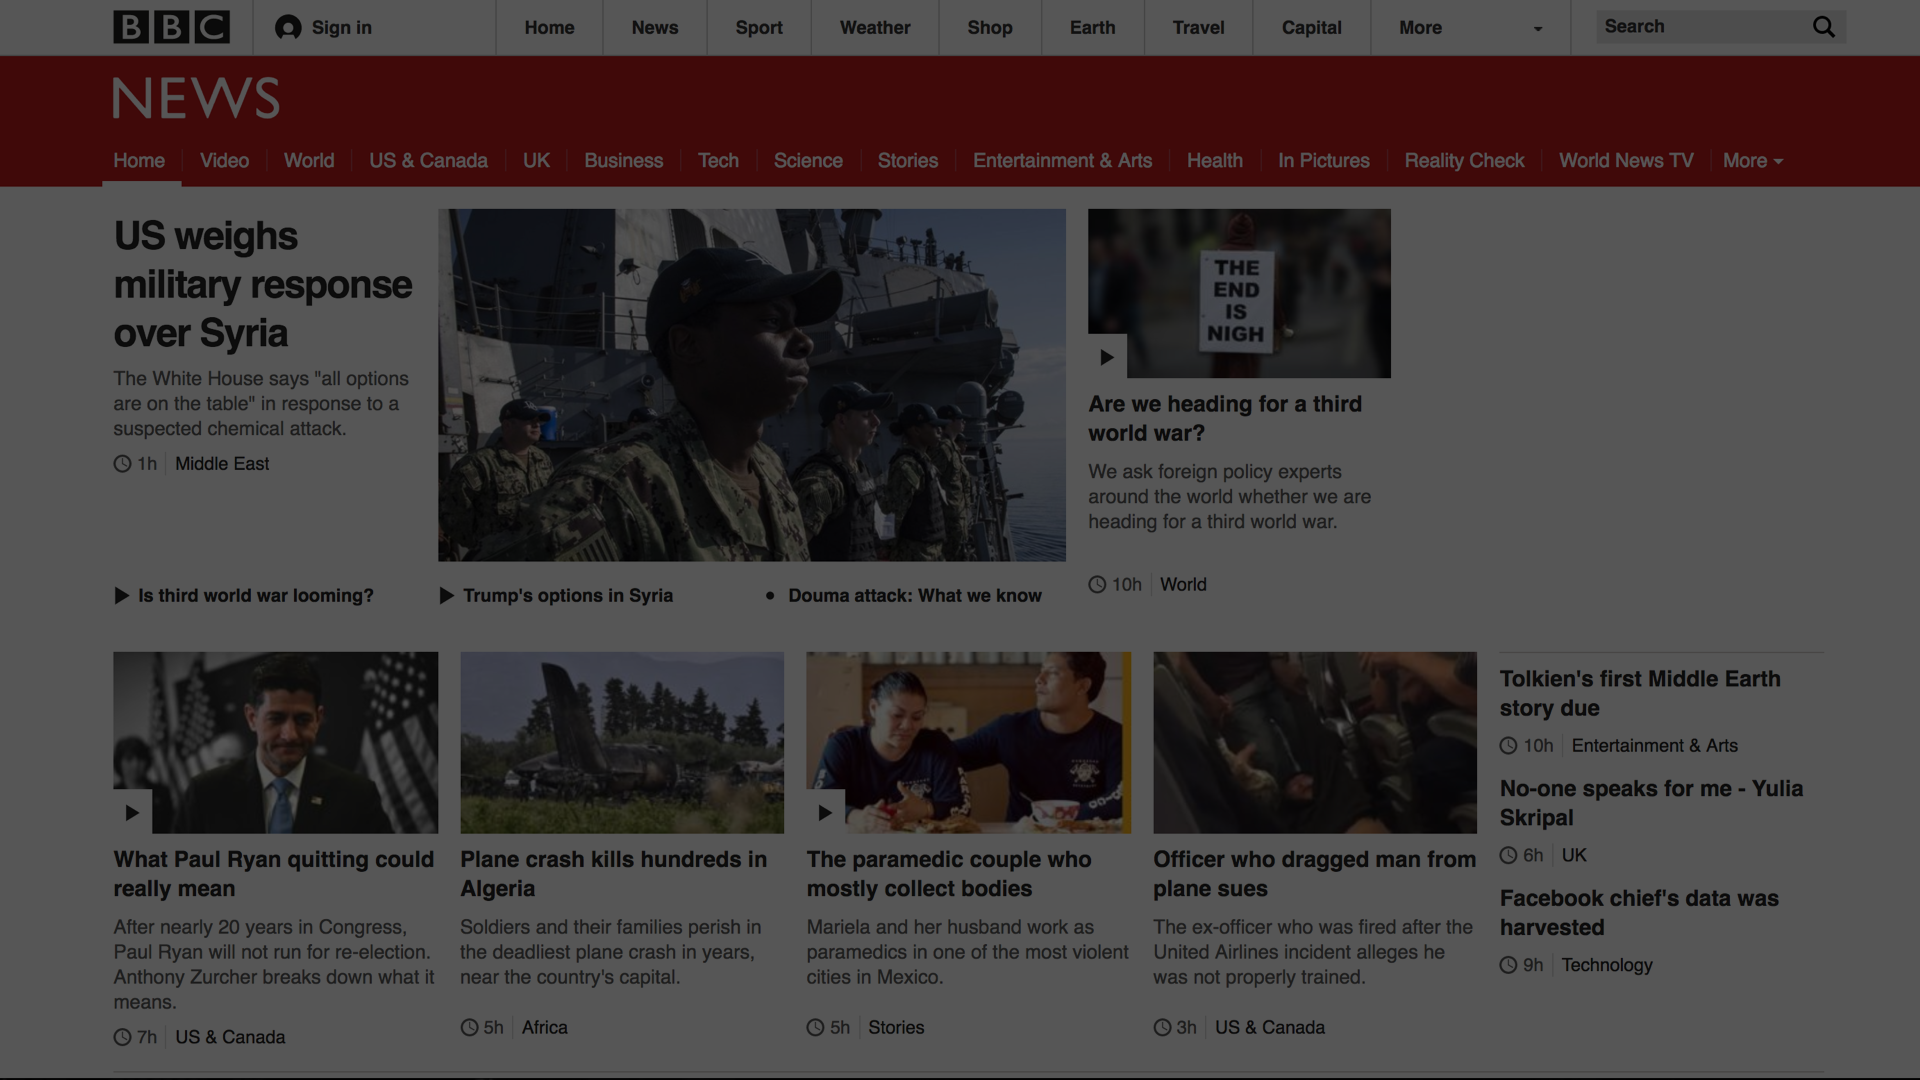 BBC
Sign in
Home
News
Sport
Weather
Shop
Earth
Travel
Capital
More
Search
NEWS
Home
Video
World
US & Canada
UK
Business
Tech
Science
Stories
Entertainment & Arts
Health
In Pictures
Reality Check
World News TV
More
US weighs
military response
over Syria
The White House says "all options
are on the table" in response to a
suspected chemical attack.
1h
Middle East
THE
END
IS
NIGH
Are we heading for a third
world war?
We ask foreign policy experts
around the world whether we are
heading for a third world war.
10h
World
Is third world war looming?
Trump's options in Syria
Douma attack: What we know
What Paul Ryan quitting could
really mean
After nearly 20 years in Congress,
Paul Ryan will not run for re-election.
Anthony Zurcher breaks down what it
means.
7h
US & Canada
Plane crash kills hundreds in
Algeria
Soldiers and their families perish in
the deadliest plane crash in years,
near the country's capital.
5h
Africa
The paramedic couple who
mostly collect bodies
Mariela and her husband work as
paramedics in one of the most violent
cities in Mexico.
5h
Stories
Officer who dragged man from
plane sues
The ex-officer who was fired after the
United Airlines incident alleges he
was not properly trained.
3h
US & Canada
Tolkien's first Middle Earth
story due
10h
Entertainment & Arts
No-one speaks for me - Yulia
Skripal
6h
UK
Facebook chief's data was
harvested
9h
Technology